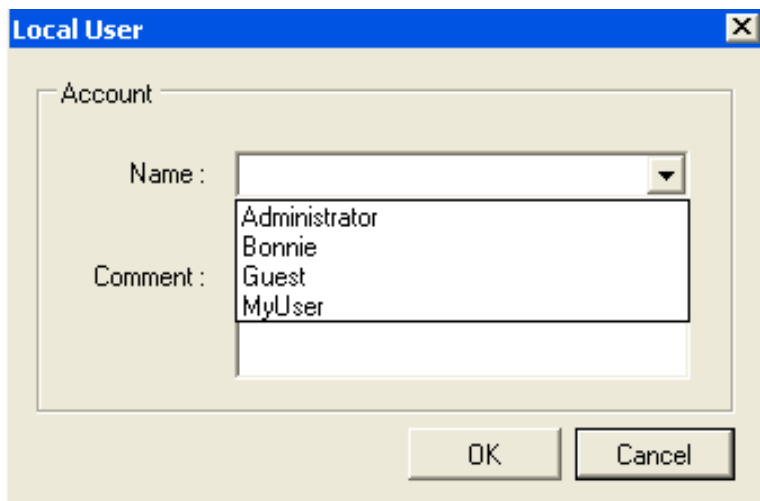 Local User
Account
Name :
Administrator
Bonnie
Guest
MyUser
Comment :
OK
Cancel